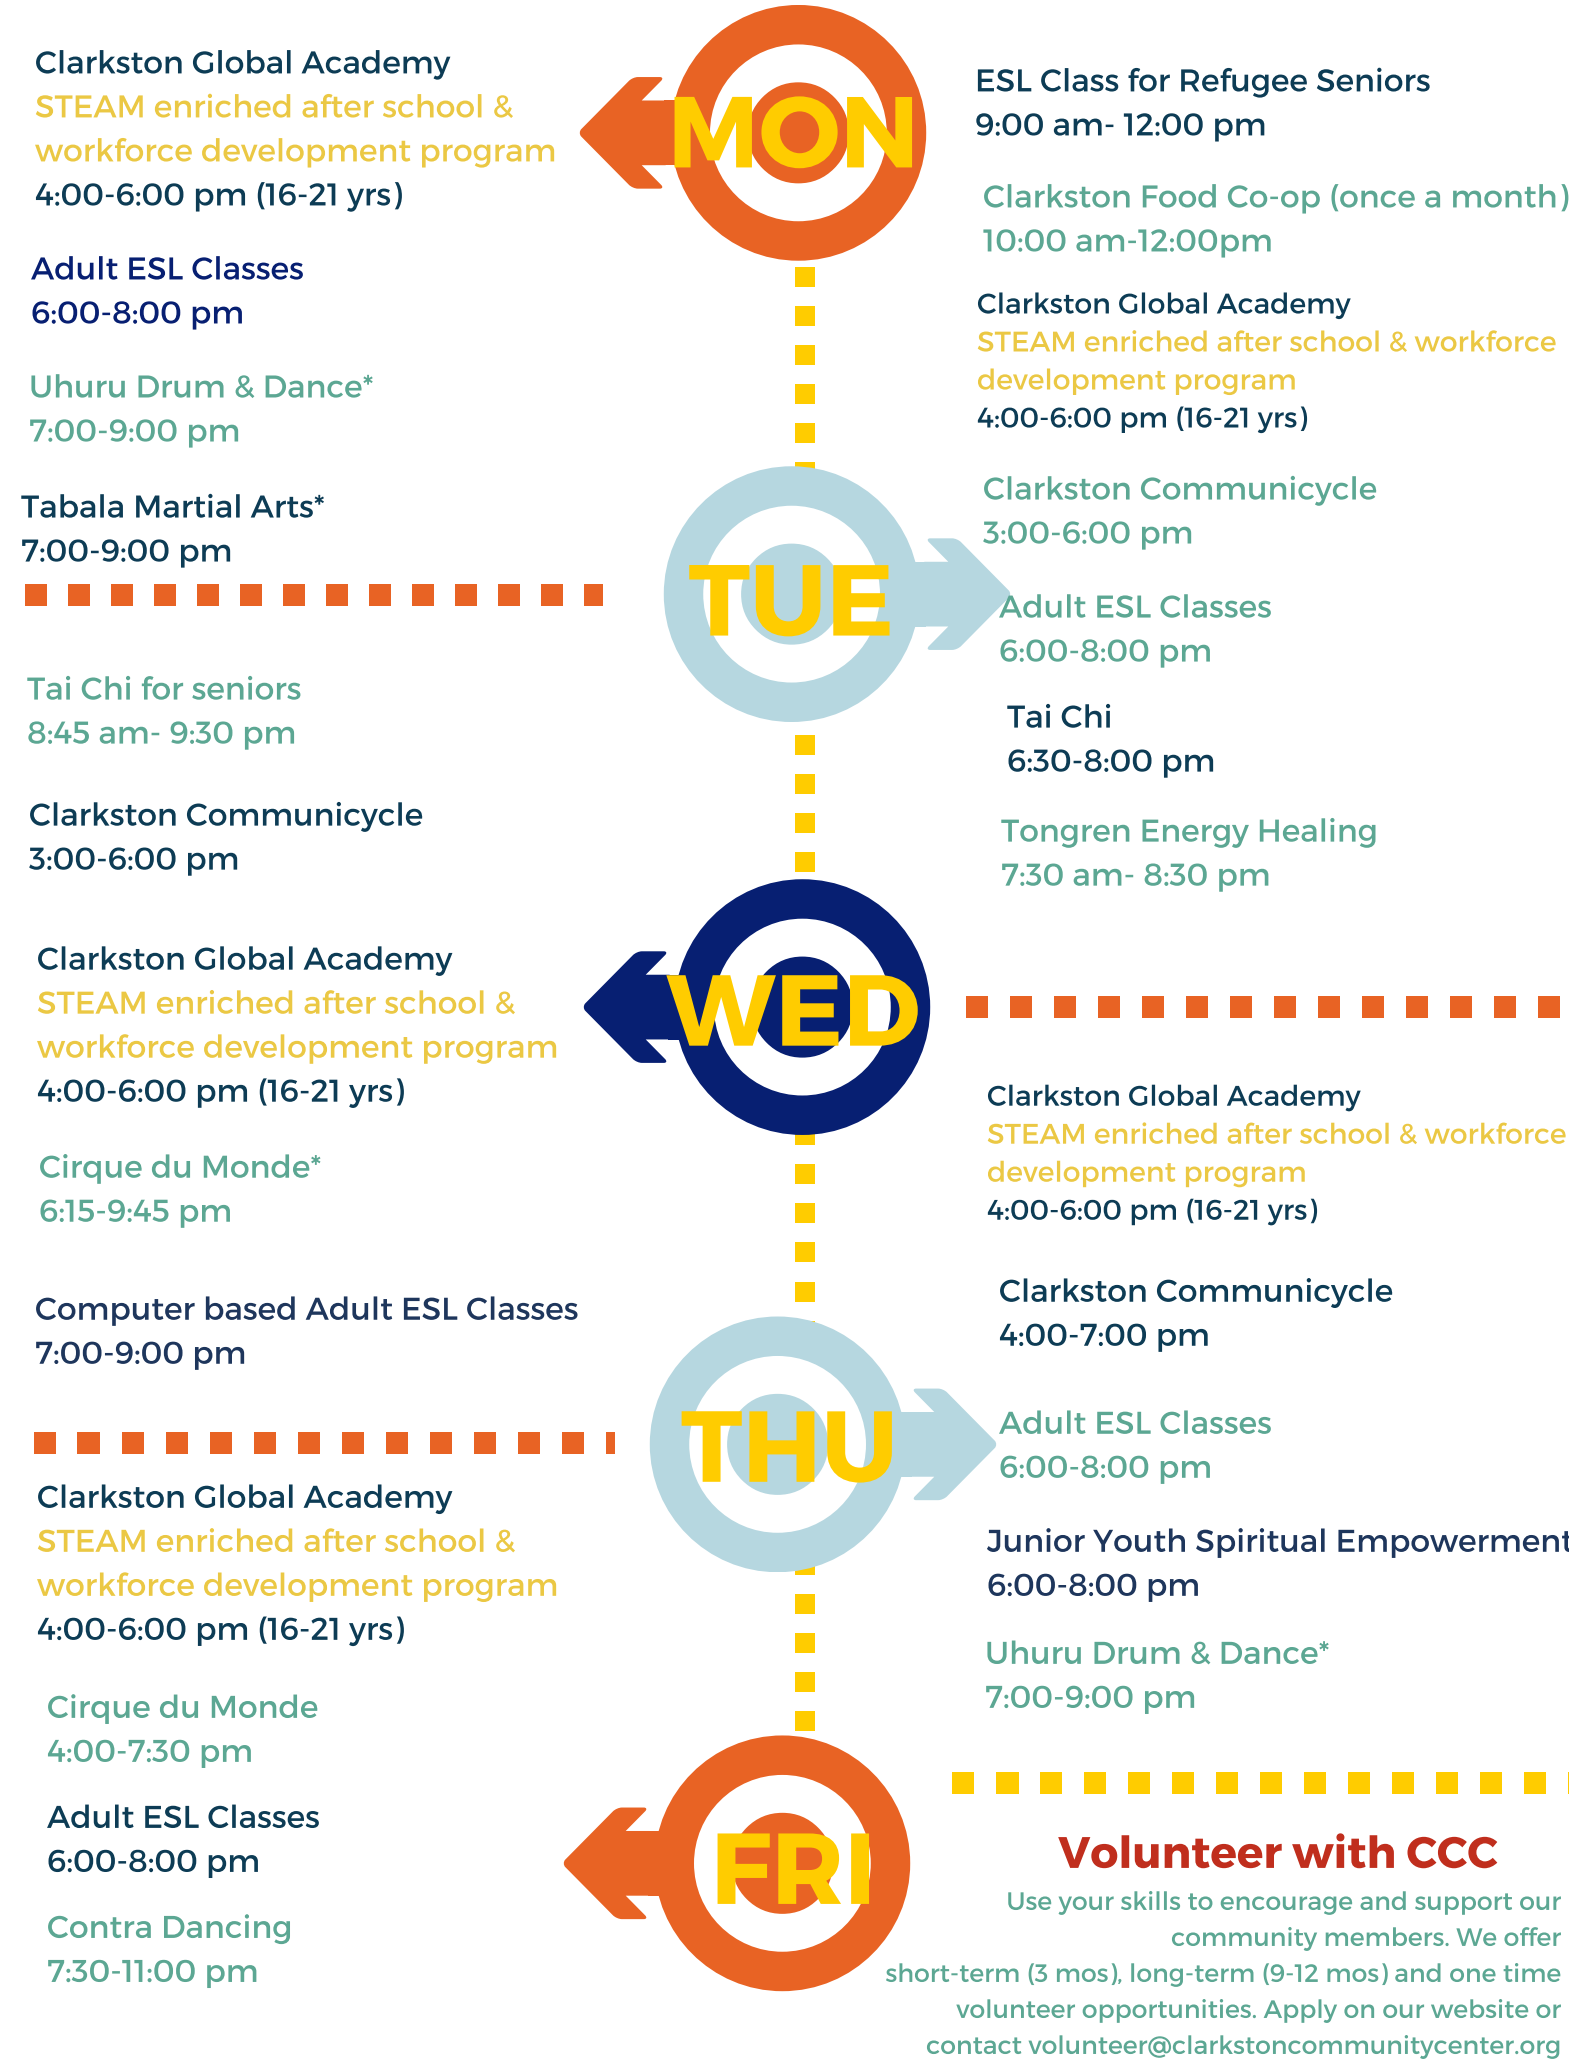 MON
Clarkston Global Academy
STEAM enriched after school &
workforce development program
4:00-6:00 pm (16-21 yrs)
Adult ESL Classes
6:00-8:00 pm
Uhuru Drum & Dance*
7:00-9:00 pm
Tabala Martial Arts*
7:00-9:00 pm
TUE
ESL Class for Refugee Seniors
9:00 am- 12:00 pm
Clarkston Food Co-op (once a month)
10:00 am-12:00pm
Clarkston Global Academy
STEAM enriched after school & workforce
development program
4:00-6:00 pm (16-21 yrs)
Clarkston Communicycle
3:00-6:00 pm
Adult ESL Classes
6:00-8:00 pm
Tai Chi
6:30-8:00 pm
Tongren Energy Healing
7:30 am- 8:30 pm
WED
Tai Chi for seniors
8:45 am- 9:30 pm
Clarkston Communicycle
3:00-6:00 pm
Clarkston Global Academy
STEAM enriched after school &
workforce development program
4:00-6:00 pm (16-21 yrs)
Cirque du Monde*
6:15-9:45 pm
Computer based Adult ESL Classes
7:00-9:00 pm
THU
Clarkston Global Academy
STEAM enriched after school & workforce
development program
4:00-6:00 pm (16-21 yrs)
Clarkston Communicycle
4:00-7:00 pm
Adult ESL Classes
6:00-8:00 pm
Junior Youth Spiritual Empowerment
6:00-8:00 pm
Uhuru Drum & Dance*
7:00-9:00 pm
FRI
Clarkston Global Academy
STEAM enriched after school &
workforce development program
4:00-6:00 pm (16-21 yrs)
Cirque du Monde
4:00-7:30 pm
Adult ESL Classes
6:00-8:00 pm
Contra Dancing
7:30-11:00 pm
Volunteer with CCC
Use your skills to encourage and support our
community members. We offer
short-term (3 mos), long-term (9-12 mos) and one time
volunteer opportunities. Apply on our website or
contact volunteer@clarkstoncommunitycenter.org